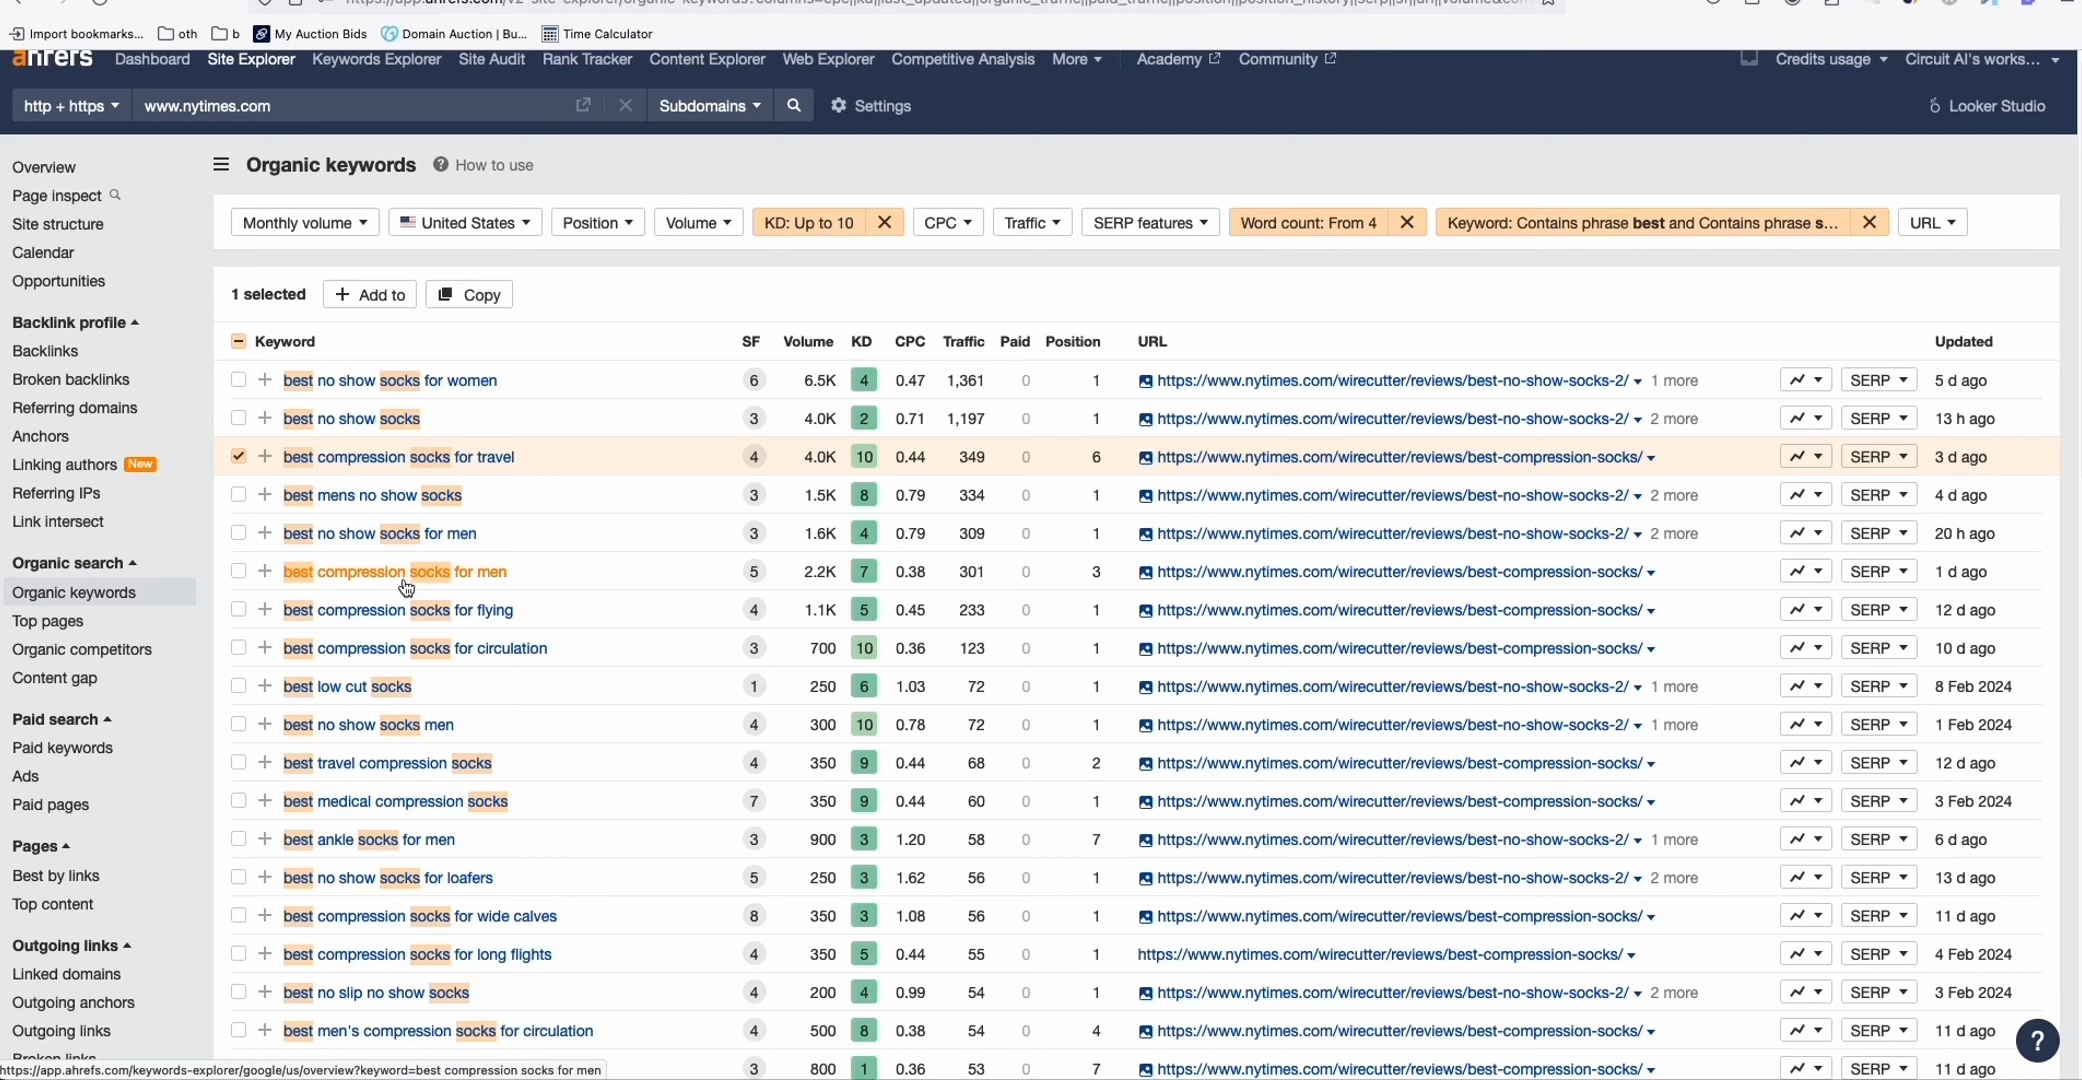 Import bookmarks... oth b My Auction Bids Domain Auction | Bu... Time Calculator
ahrefs Dashboard Site Explorer Keywords Explorer Site Audit Rank Tracker Content Explorer Web Explorer Competitive Analysis More Academy Community Credits usage Circuit AI's works...
http + https www.nytimes.com Subdomains Settings Looker Studio
Overview
Page inspect
Site structure
Calendar
Opportunities
Backlink profile
Backlinks
Broken backlinks
Referring domains
Anchors
Linking authors New
Referring IPs
Link intersect
Organic search
Organic keywords
Top pages
Organic competitors
Content gap
Paid search
Paid keywords
Ads
Paid pages
Pages
Best by links
Top content
Outgoing links
Linked domains
Outgoing anchors
Outgoing links
Broken links
Organic keywords ? How to use
Monthly volume United States Position Volume KD: Up to 10 CPC Traffic SERP features Word count: From 4 Keyword: Contains phrase best and Contains phrase s... URL
1 selected + Add to Copy
Keyword SF Volume KD CPC Traffic Paid Position URL Updated
best no show socks for women 6 6.5K 4 0.47 1,361 0 1 https://www.nytimes.com/wirecutter/reviews/best-no-show-socks-2/ 1 more SERP 5 d ago
best no show socks 3 4.0K 2 0.71 1,197 0 1 https://www.nytimes.com/wirecutter/reviews/best-no-show-socks-2/ 2 more SERP 13 h ago
best compression socks for travel 4 4.0K 10 0.44 349 0 6 https://www.nytimes.com/wirecutter/reviews/best-compression-socks/ SERP 3 d ago
best mens no show socks 3 1.5K 8 0.79 334 0 1 https://www.nytimes.com/wirecutter/reviews/best-no-show-socks-2/ 2 more SERP 4 d ago
best no show socks for men 3 1.6K 4 0.79 309 0 1 https://www.nytimes.com/wirecutter/reviews/best-no-show-socks-2/ 2 more SERP 20 h ago
best compression socks for men 5 2.2K 7 0.38 301 0 3 https://www.nytimes.com/wirecutter/reviews/best-compression-socks/ SERP 1 d ago
best compression socks for flying 4 1.1K 5 0.45 233 0 1 https://www.nytimes.com/wirecutter/reviews/best-compression-socks/ SERP 12 d ago
best compression socks for circulation 3 700 10 0.36 123 0 1 https://www.nytimes.com/wirecutter/reviews/best-compression-socks/ SERP 10 d ago
best low cut socks 1 250 6 1.03 72 0 1 https://www.nytimes.com/wirecutter/reviews/best-no-show-socks-2/ 1 more SERP 8 Feb 2024
best no show socks men 4 300 10 0.78 72 0 1 https://www.nytimes.com/wirecutter/reviews/best-no-show-socks-2/ 1 more SERP 1 Feb 2024
best travel compression socks 4 350 9 0.44 68 0 2 https://www.nytimes.com/wirecutter/reviews/best-compression-socks/ SERP 12 d ago
best medical compression socks 7 350 9 0.44 60 0 1 https://www.nytimes.com/wirecutter/reviews/best-compression-socks/ SERP 3 Feb 2024
best ankle socks for men 3 900 3 1.20 58 0 7 https://www.nytimes.com/wirecutter/reviews/best-no-show-socks-2/ 1 more SERP 6 d ago
best no show socks for loafers 5 250 3 1.62 56 0 1 https://www.nytimes.com/wirecutter/reviews/best-no-show-socks-2/ 2 more SERP 13 d ago
best compression socks for wide calves 8 350 3 1.08 56 0 1 https://www.nytimes.com/wirecutter/reviews/best-compression-socks/ SERP 11 d ago
best compression socks for long flights 4 350 5 0.44 55 0 1 https://www.nytimes.com/wirecutter/reviews/best-compression-socks/ SERP 4 Feb 2024
best no slip no show socks 4 200 4 0.99 54 0 1 https://www.nytimes.com/wirecutter/reviews/best-no-show-socks-2/ 2 more SERP 3 Feb 2024
best men's compression socks for circulation 4 500 8 0.38 54 0 4 https://www.nytimes.com/wirecutter/reviews/best-compression-socks/ SERP 11 d ago
3 800 1 0.36 53 0 7 https://www.nytimes.com/wirecutter/reviews/best-compression-socks/ SERP 11 d ago
https://app.ahrefs.com/keywords-explorer/google/us/overview?keyword=best compression socks for men
?